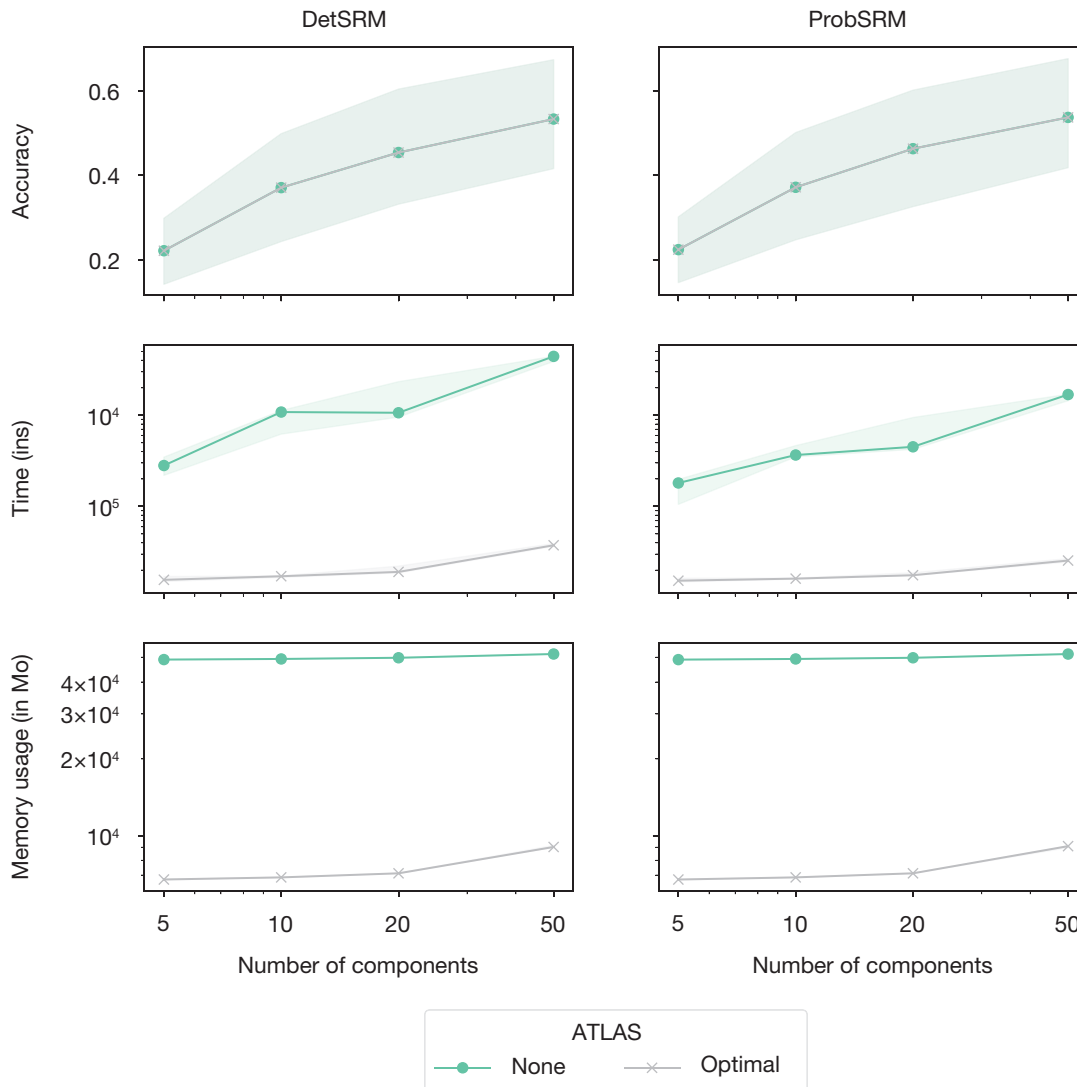 DetSRM ProbSRM
Accuracy
0.6
0.4
0.2
Time (ins)
10⁴
10⁵
Memory usage (in Mo)
4×10⁴
3×10⁴
2×10⁴
10⁴
5 10 20 50 5 10 20 50
Number of components Number of components
ATLAS
None Optimal